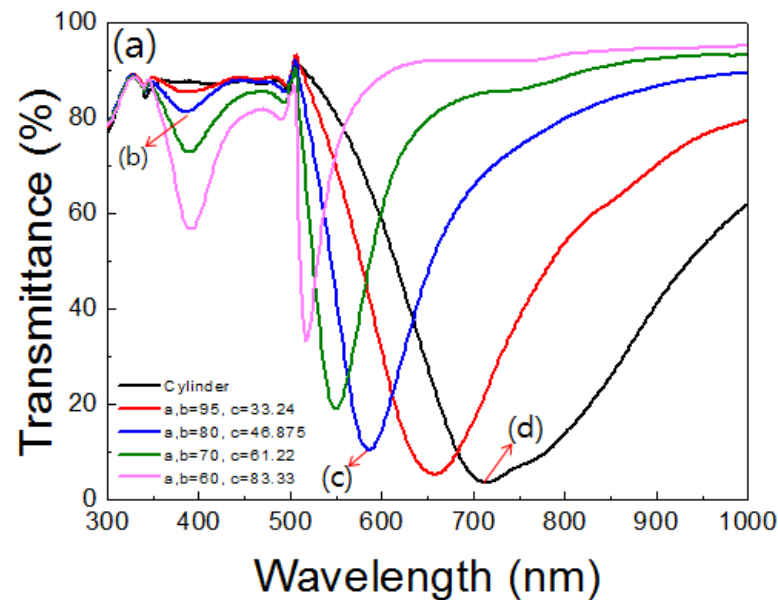 (a)
100
80
60
40
20
0
Transmittance (%)
(b)
(c)
(d)
Cylinder
a,b=95, c=33.24
a,b=80, c=46.875
a,b=70, c=61.22
a,b=60, c=83.33
300 400 500 600 700 800 900 1000
Wavelength (nm)